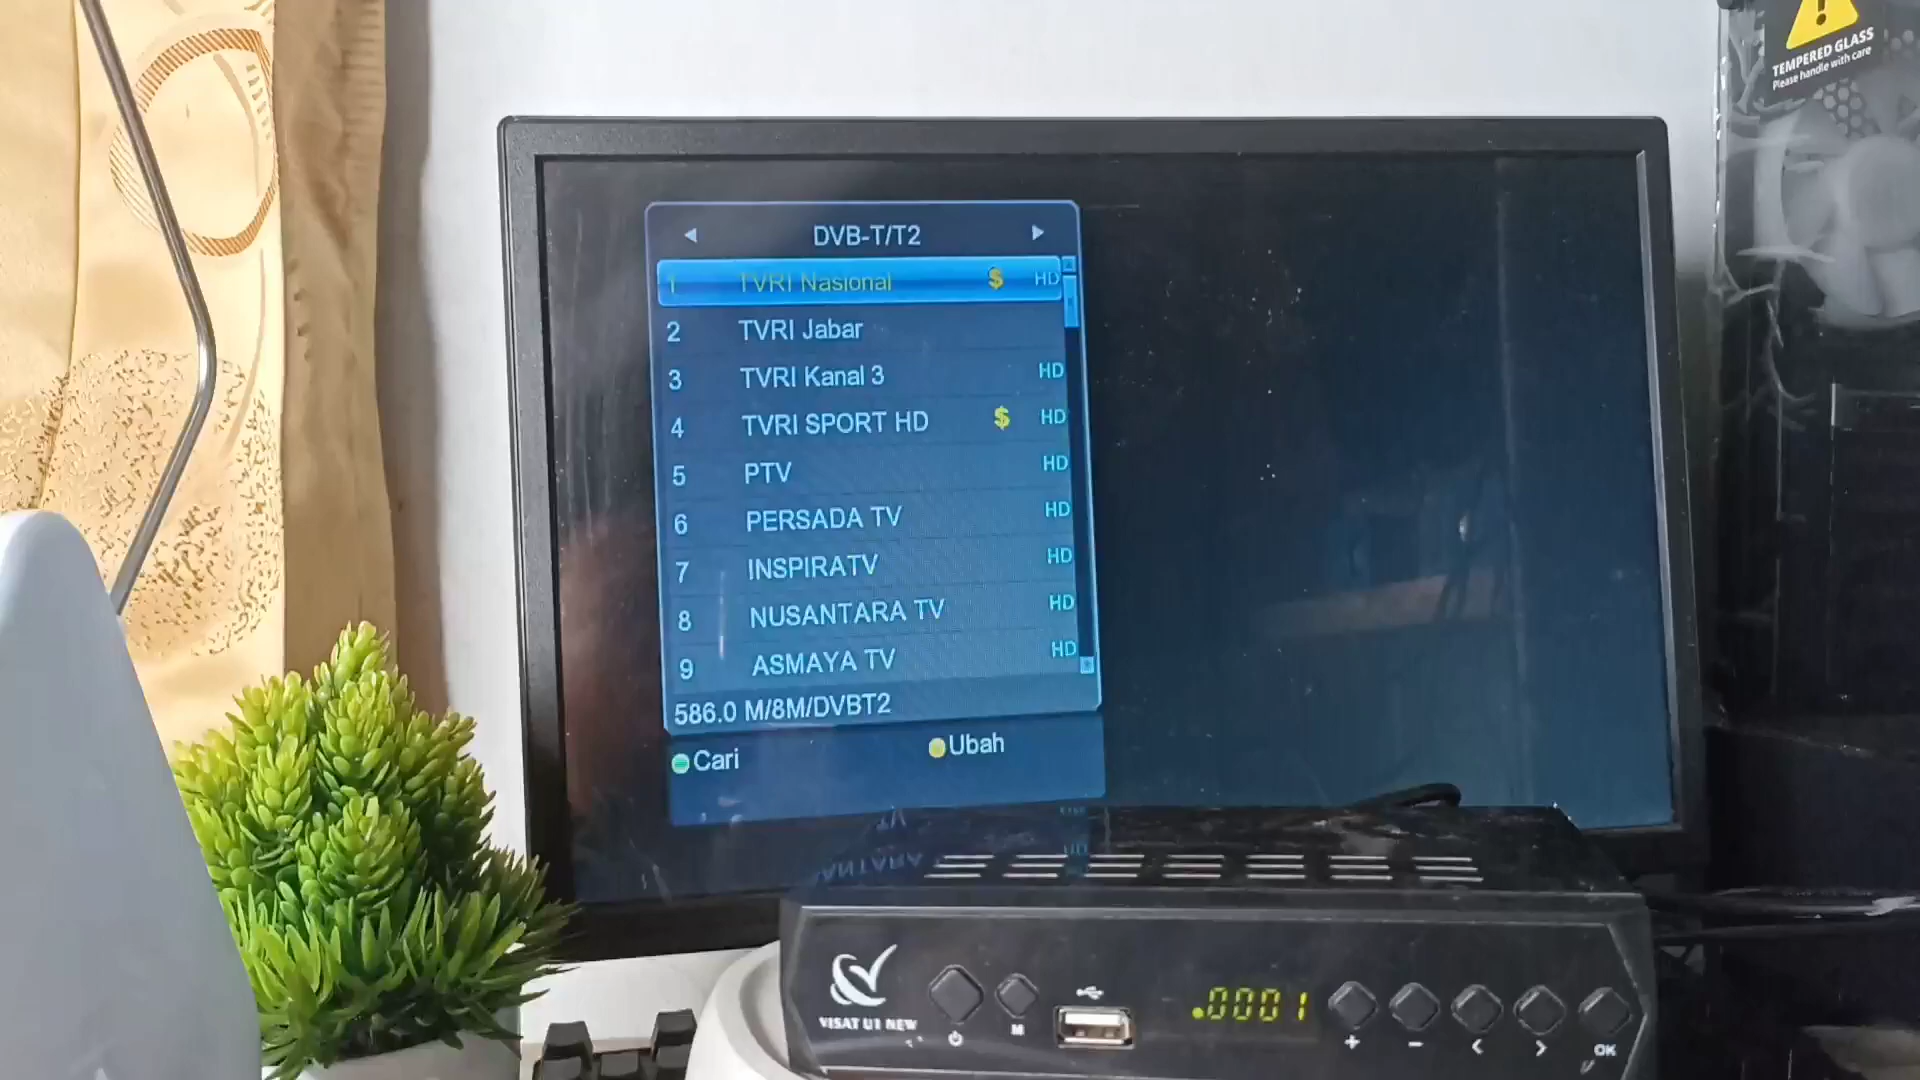 TEMPERED GLASS
Please handle with care
DVB-T/T2
1 TVRI Nasional $ HD
2 TVRI Jabar
3 TVRI Kanal 3 HD
4 TVRI SPORT HD $ HD
5 PTV HD
6 PERSADA TV HD
7 INSPIRATV HD
8 NUSANTARA TV HD
9 ASMAYA TV HD
586.0 M/8M/DVBT2
Cari Ubah
VISAT U1 NEW
M
.0001
+ - < > OK